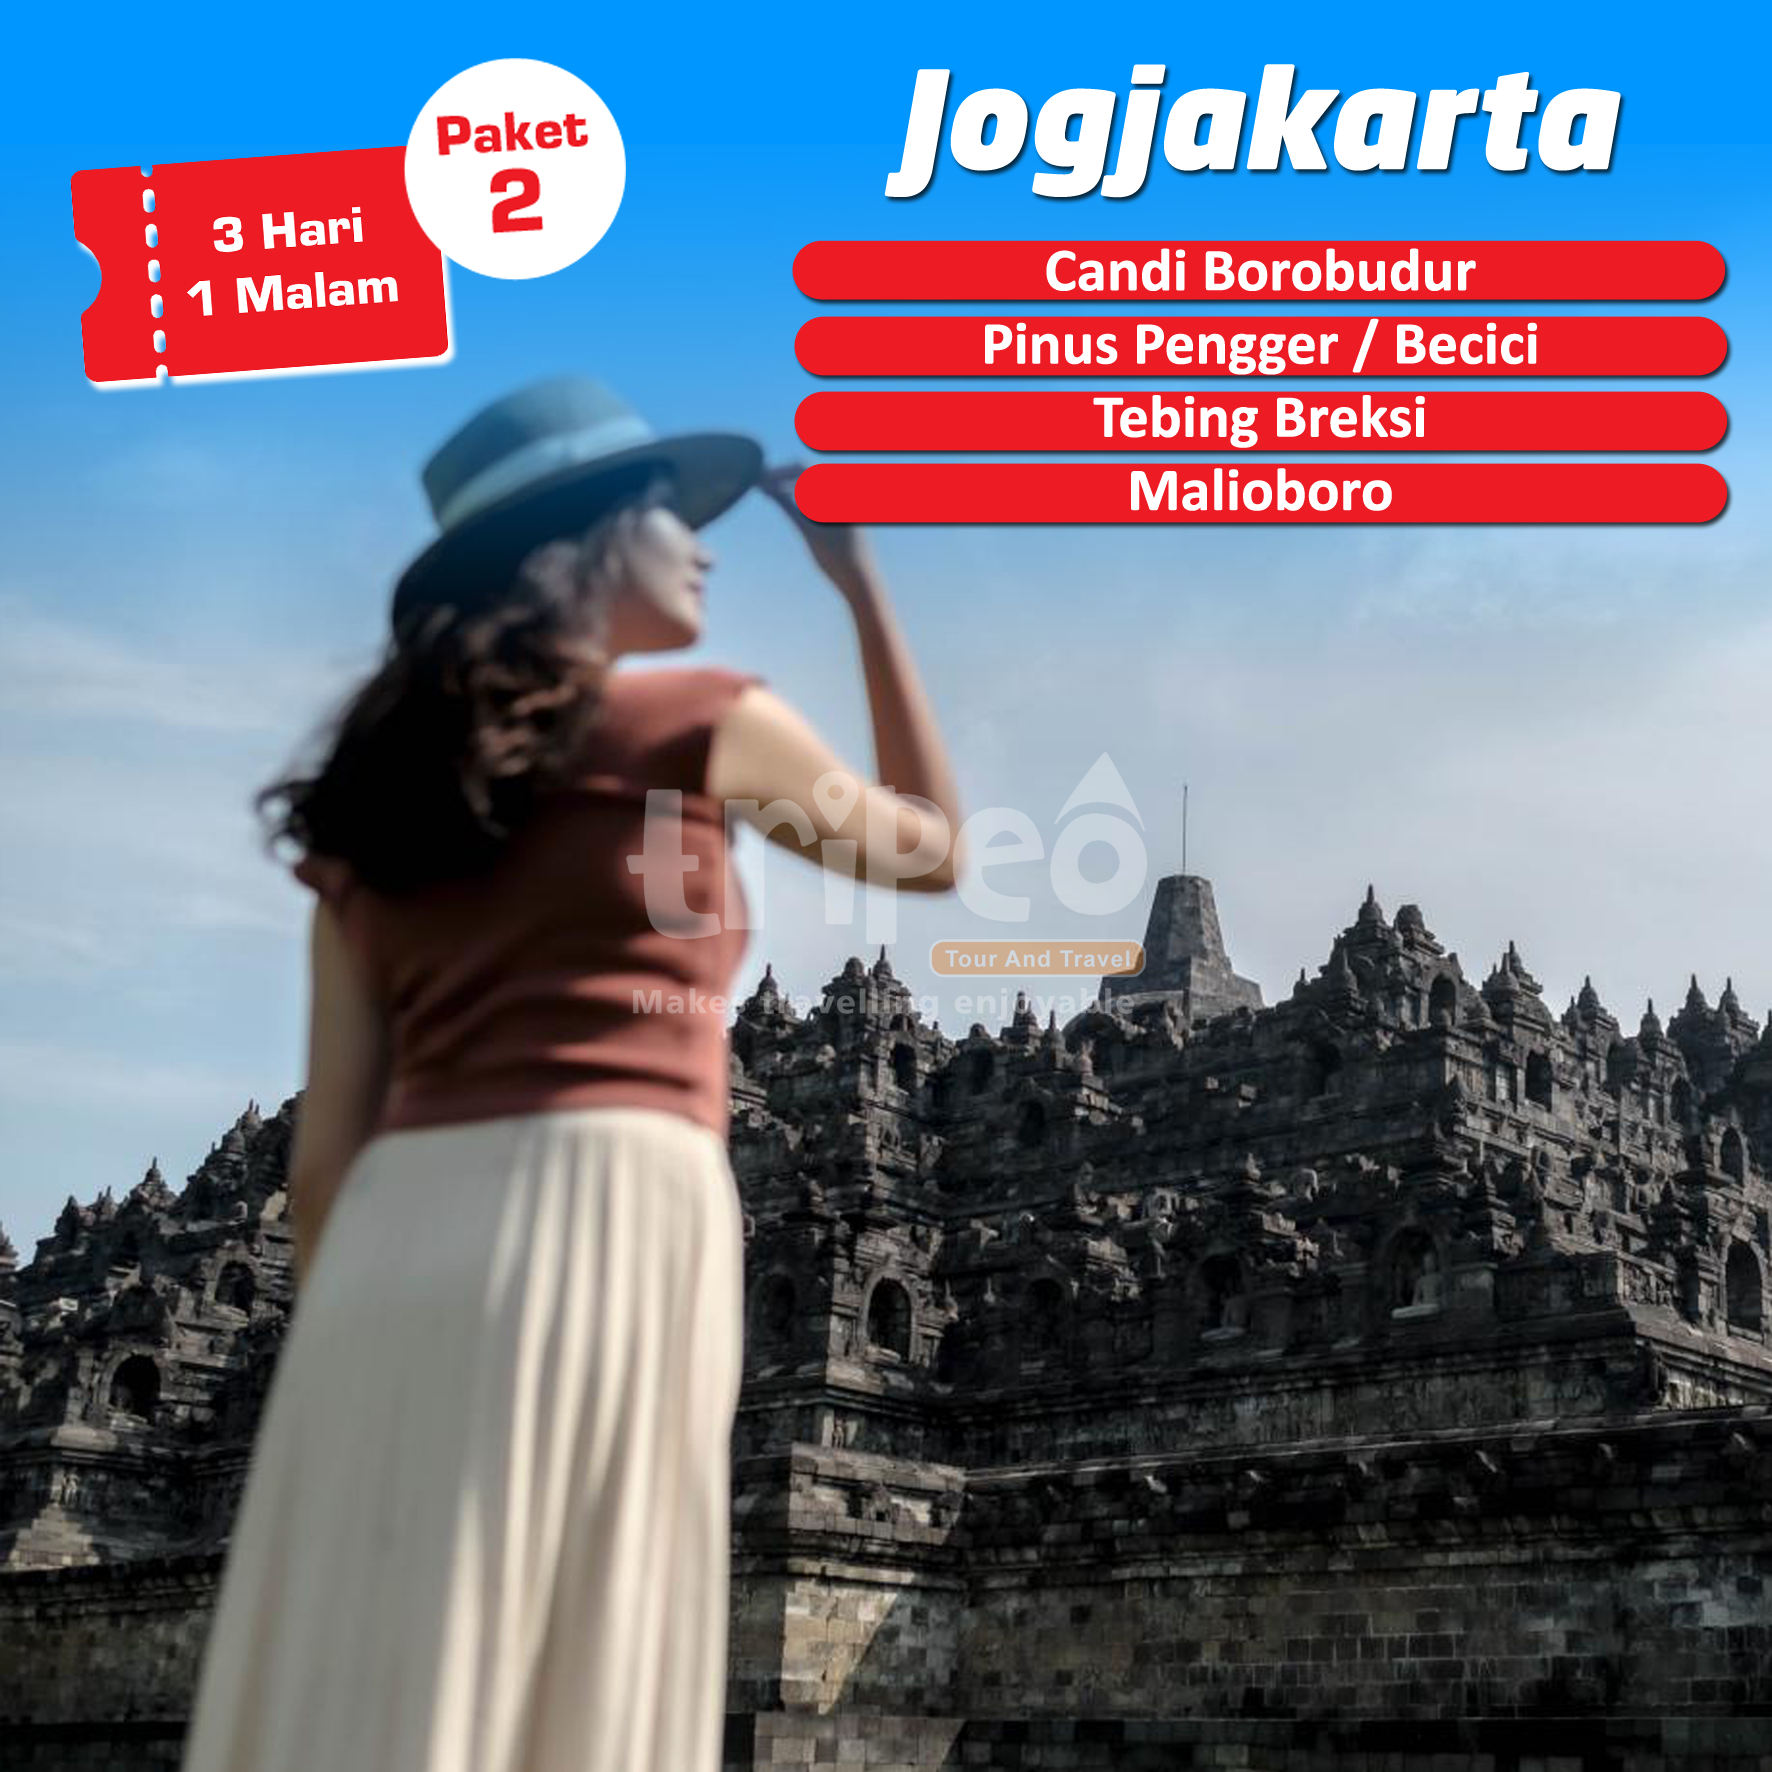 Jogjakarta
Paket
2
3 Hari
1 Malam
Candi Borobudur
Pinus Pengger / Becici
Tebing Breksi
Malioboro
tripeo
Tour And Travel
Makes travelling enjoyable